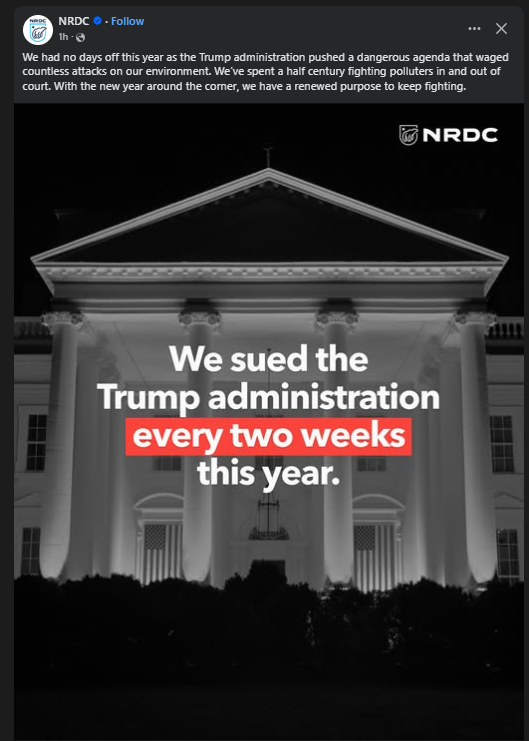 NRDC · Follow
1h ·
We had no days off this year as the Trump administration pushed a dangerous agenda that waged
countless attacks on our environment. We've spent a half century fighting polluters in and out of
court. With the new year around the corner, we have a renewed purpose to keep fighting.
NRDC
We sued the
Trump administration
every two weeks
this year.